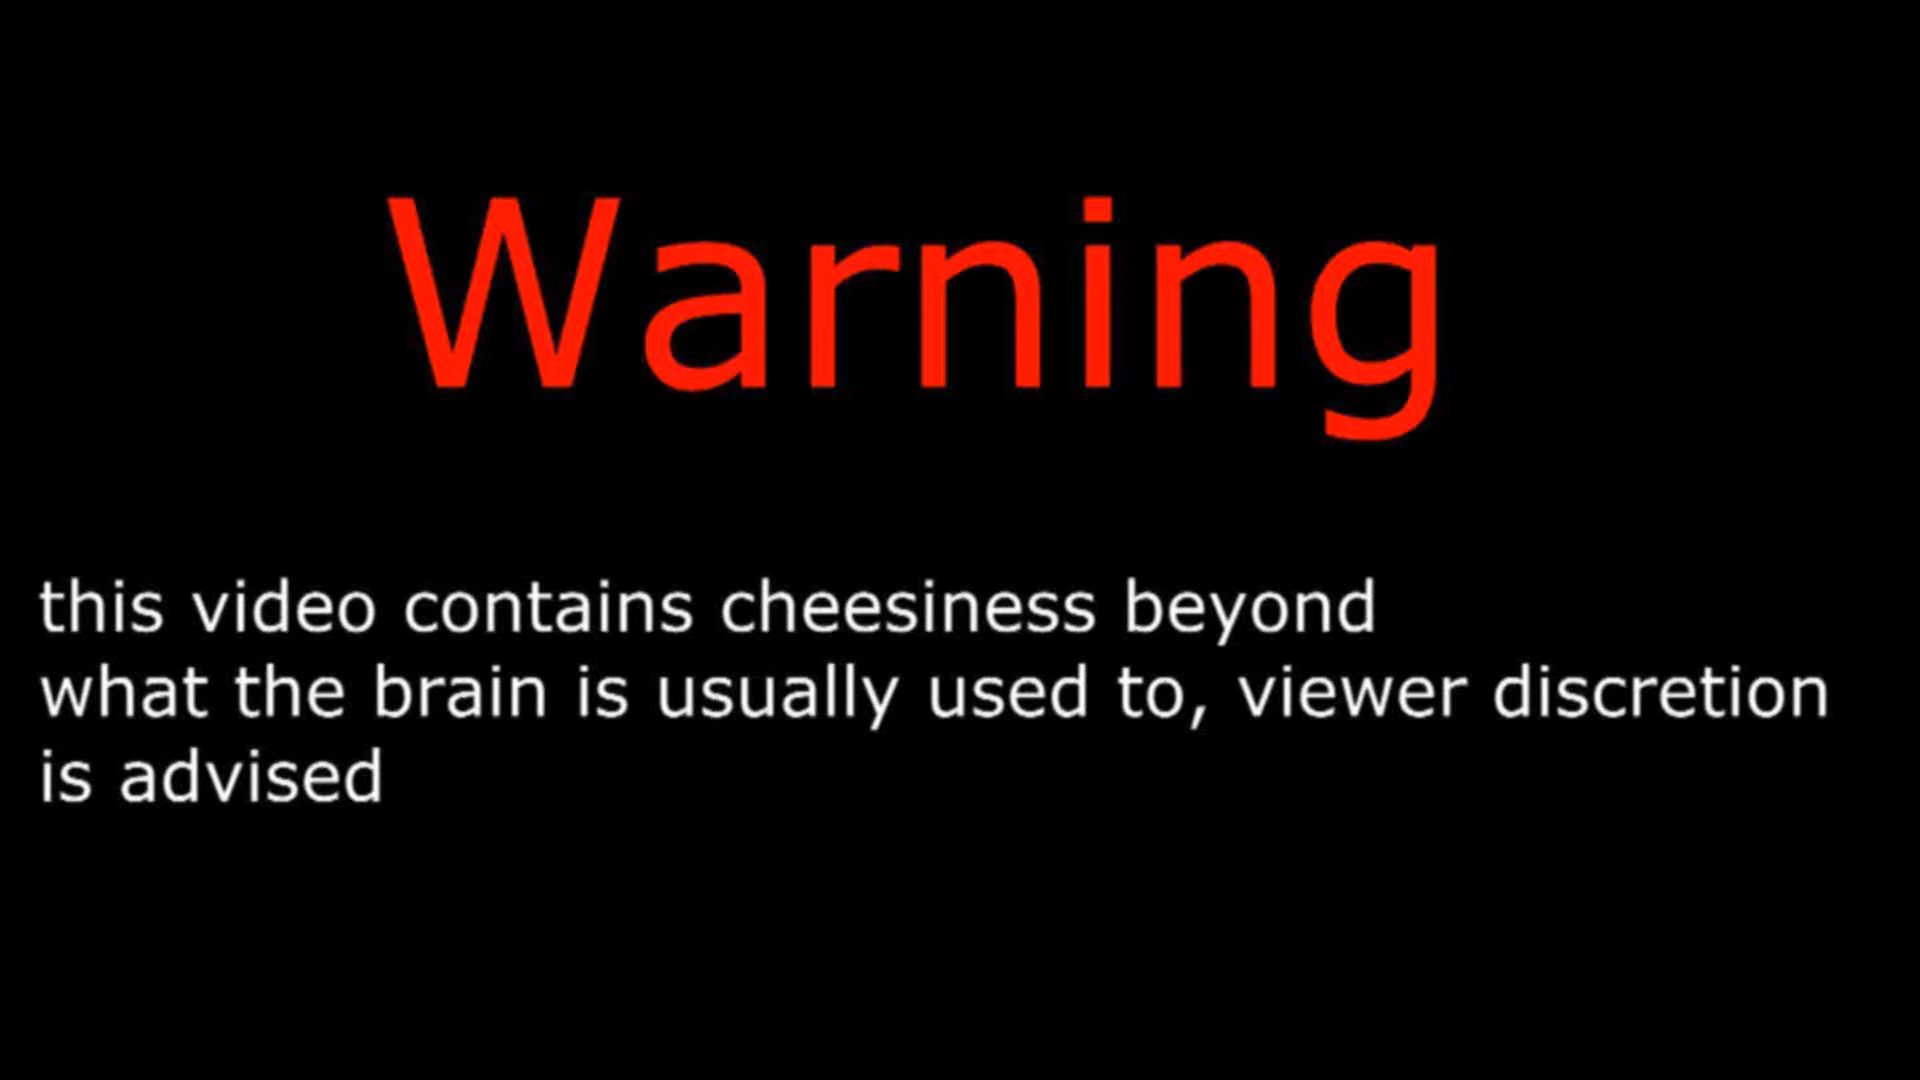 Warning
this video contains cheesiness beyond
what the brain is usually used to, viewer discretion
is advised